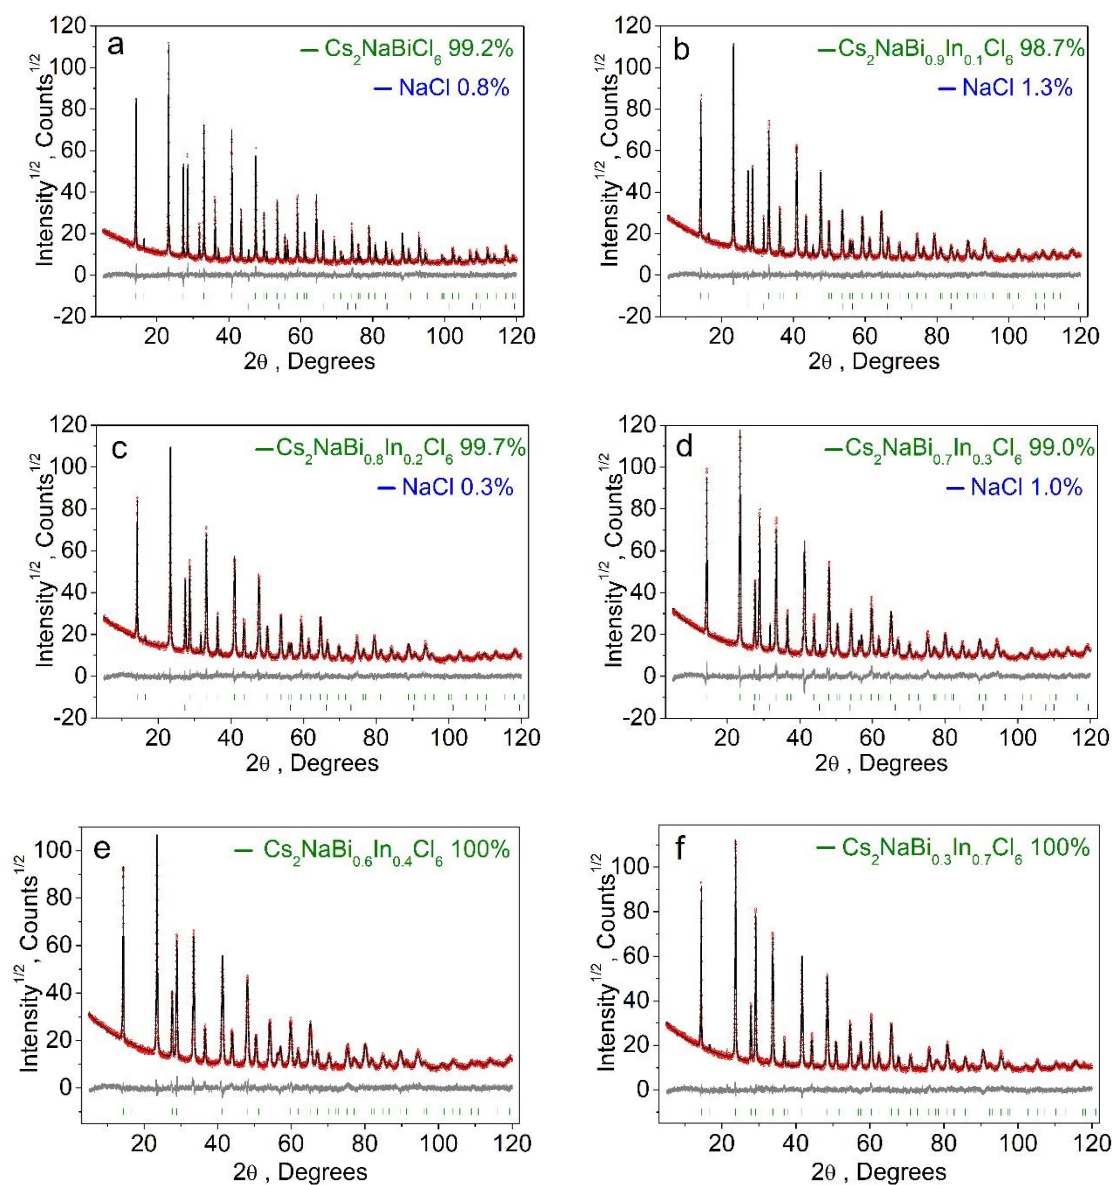 a
Cs₂NaBiCl₆ 99.2%
NaCl 0.8%
Intensity¹/², Counts¹/²
120
100
80
60
40
20
0
-20
20 40 60 80 100 120
2θ , Degrees
b
Cs₂NaBi₀.₉In₀.₁Cl₆ 98.7%
NaCl 1.3%
Intensity¹/², Counts¹/²
120
100
80
60
40
20
0
-20
20 40 60 80 100 120
2θ , Degrees
c
Cs₂NaBi₀.₈In₀.₂Cl₆ 99.7%
NaCl 0.3%
Intensity¹/², Counts¹/²
120
100
80
60
40
20
0
-20
20 40 60 80 100 120
2θ , Degrees
d
Cs₂NaBi₀.₇In₀.₃Cl₆ 99.0%
NaCl 1.0%
Intensity¹/², Counts¹/²
120
100
80
60
40
20
0
-20
20 40 60 80 100 120
2θ , Degrees
e
Cs₂NaBi₀.₆In₀.₄Cl₆ 100%
Intensity¹/², Counts¹/²
100
80
60
40
20
0
20 40 60 80 100 120
2θ , Degrees
f
Cs₂NaBi₀.₃In₀.₇Cl₆ 100%
Intensity¹/², Counts¹/²
100
80
60
40
20
0
20 40 60 80 100 120
2θ , Degrees